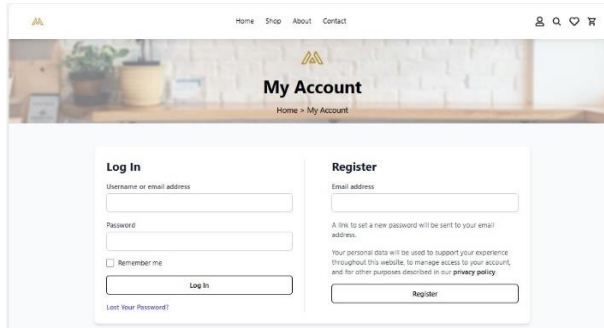 Home Shop About Contact
My Account
Home > My Account
Log In
Username or email address
Password
Remember me
Log In
Lost Your Password?
Register
Email address
A link to set a new password will be sent to your email
address.
Your personal data will be used to support your experience
throughout this website, to manage access to your account,
and for other purposes described in our privacy policy.
Register